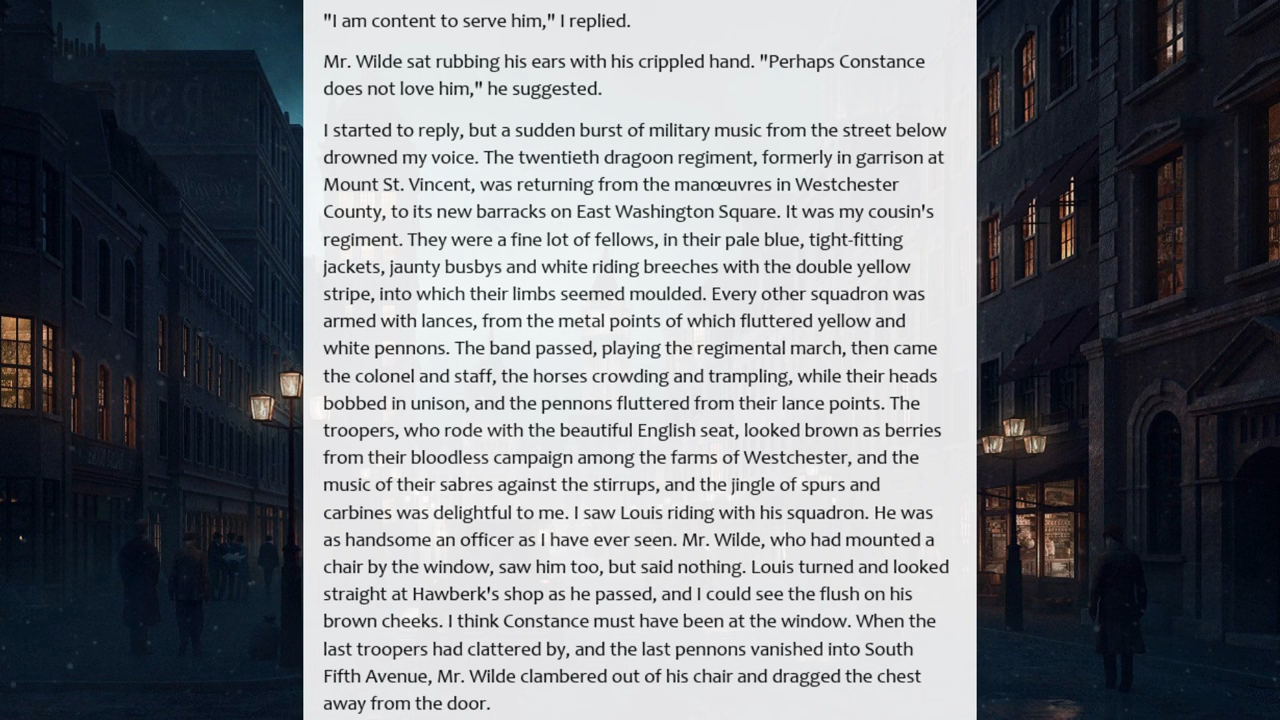 "I am content to serve him," I replied.
Mr. Wilde sat rubbing his ears with his crippled hand. "Perhaps Constance
does not love him," he suggested.
I started to reply, but a sudden burst of military music from the street below
drowned my voice. The twentieth dragoon regiment, formerly in garrison at
Mount St. Vincent, was returning from the manœuvres in Westchester
County, to its new barracks on East Washington Square. It was my cousin's
regiment. They were a fine lot of fellows, in their pale blue, tight-fitting
jackets, jaunty busbys and white riding breeches with the double yellow
stripe, into which their limbs seemed moulded. Every other squadron was
armed with lances, from the metal points of which fluttered yellow and
white pennons. The band passed, playing the regimental march, then came
the colonel and staff, the horses crowding and trampling, while their heads
bobbed in unison, and the pennons fluttered from their lance points. The
troopers, who rode with the beautiful English seat, looked brown as berries
from their bloodless campaign among the farms of Westchester, and the
music of their sabres against the stirrups, and the jingle of spurs and
carbines was delightful to me. I saw Louis riding with his squadron. He was
as handsome an officer as I have ever seen. Mr. Wilde, who had mounted a
chair by the window, saw him too, but said nothing. Louis turned and looked
straight at Hawberk's shop as he passed, and I could see the flush on his
brown cheeks. I think Constance must have been at the window. When the
last troopers had clattered by, and the last pennons vanished into South
Fifth Avenue, Mr. Wilde clambered out of his chair and dragged the chest
away from the door.